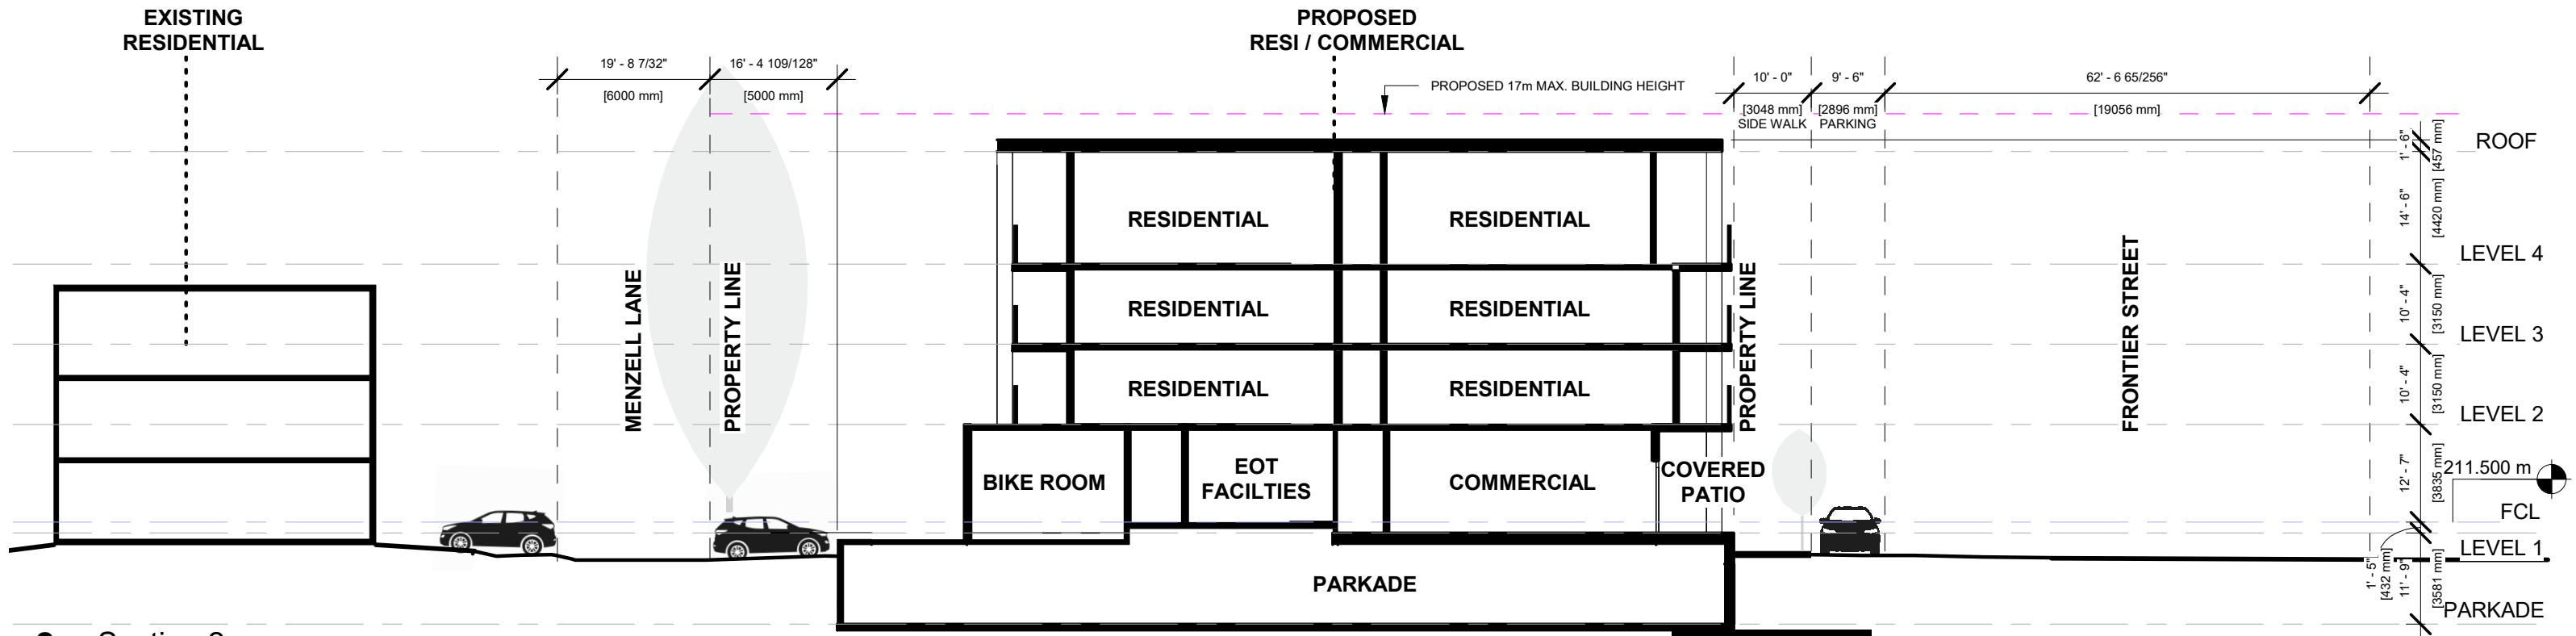 EXISTING
RESIDENTIAL
PROPOSED
RESI / COMMERCIAL
19' - 8 7/32"
[6000 mm]
16' - 4 109/128"
[5000 mm]
PROPOSED 17m MAX. BUILDING HEIGHT
10' - 0"
[3048 mm]
SIDE WALK
9' - 6"
[2896 mm]
PARKING
62' - 6 65/256"
[19056 mm]
1' - 6"
[457 mm]
ROOF
14' - 6"
[4420 mm]
RESIDENTIAL
RESIDENTIAL
LEVEL 4
MENZELL LANE
PROPERTY LINE
PROPERTY LINE
FRONTIER STREET
10' - 4"
[3150 mm]
RESIDENTIAL
RESIDENTIAL
LEVEL 3
10' - 4"
[3150 mm]
RESIDENTIAL
RESIDENTIAL
LEVEL 2
12' - 7"
[3835 mm]
211.500 m
BIKE ROOM
EOT
FACILTIES
COMMERCIAL
COVERED
PATIO
FCL
LEVEL 1
1' - 5"
[432 mm]
11' - 9"
[3581 mm]
PARKADE
PARKADE